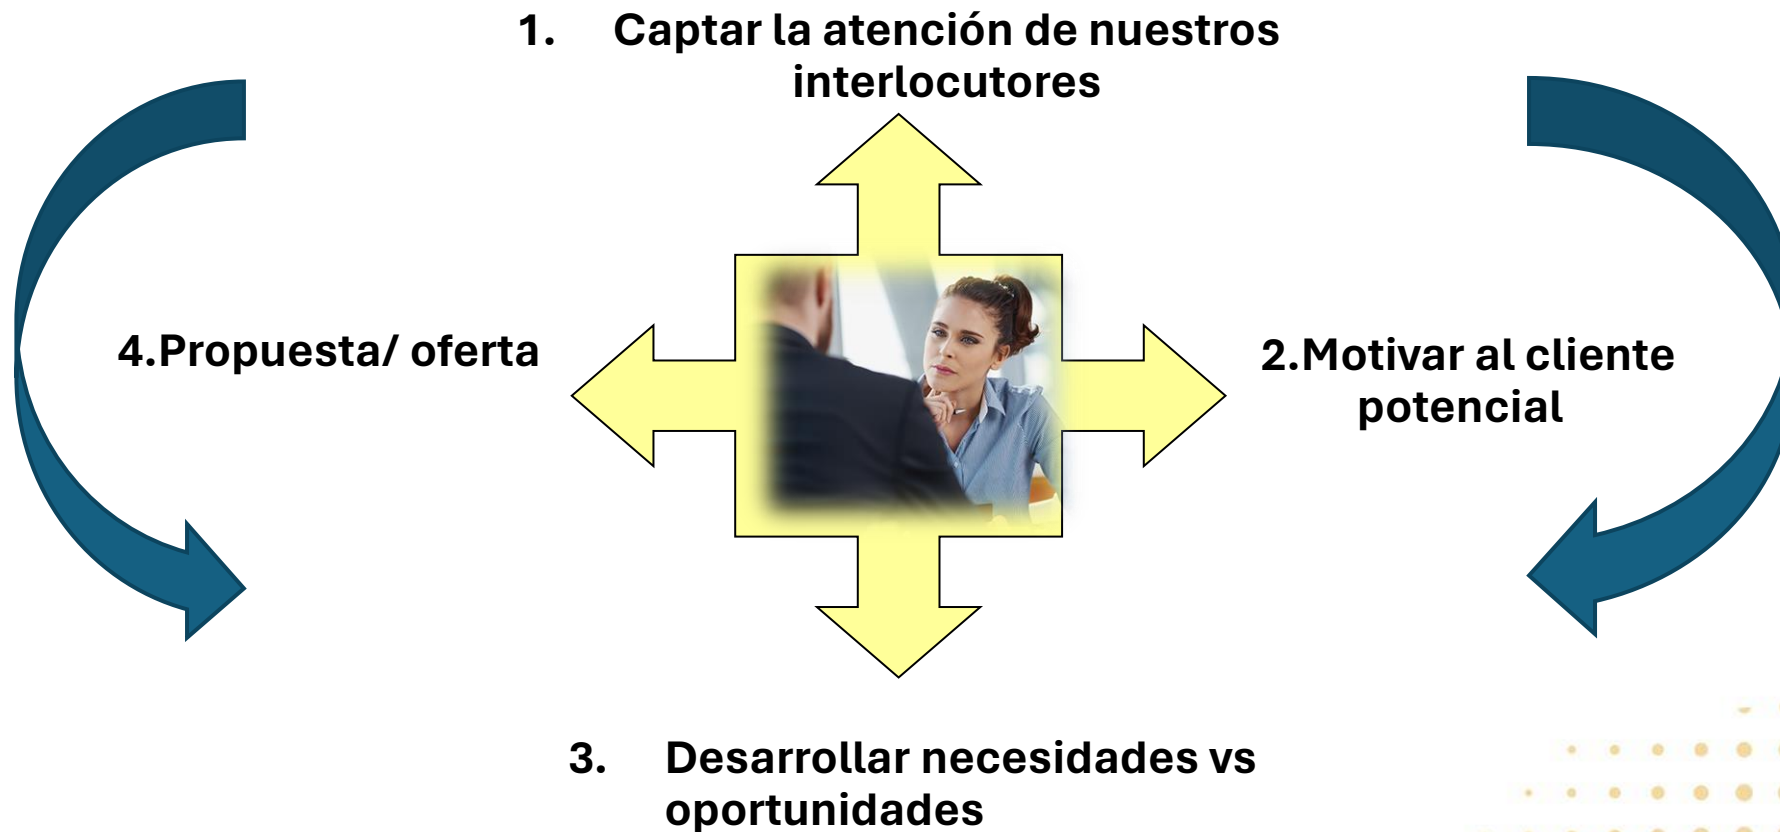 1. Captar la atención de nuestros
interlocutores
4.Propuesta/ oferta
2.Motivar al cliente
potencial
3. Desarrollar necesidades vs
oportunidades